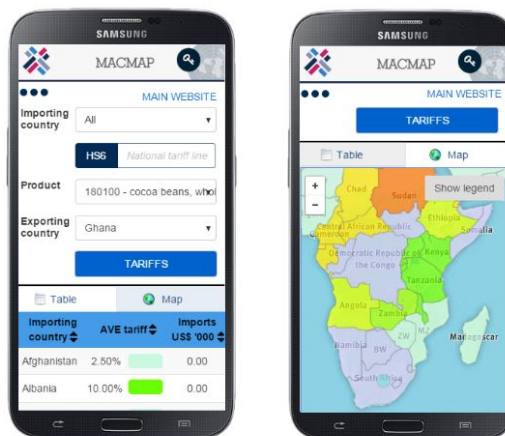 SAMSUNG
MACMAP
MAIN WEBSITE
Importing country
All
HS6
National tariff line
Product
180100 - cocoa beans, whol
Exporting country
Ghana
TARIFFS
Table
Map
Importing country
AVE tariff
Imports US$ '000
Afghanistan 2.50% 0.00
Albania 10.00% 0.00
SAMSUNG
MACMAP
MAIN WEBSITE
TARIFFS
Table
Map
+
Show legend
-
Chad
Sudan
Central African Republic
Ethiopia
Cameroon
Somalia
Democratic Republic of the Congo
Kenya
Tanzania
Angola
Zambia
ZW
MZ
Madagascar
Namibia
BW
South Africa